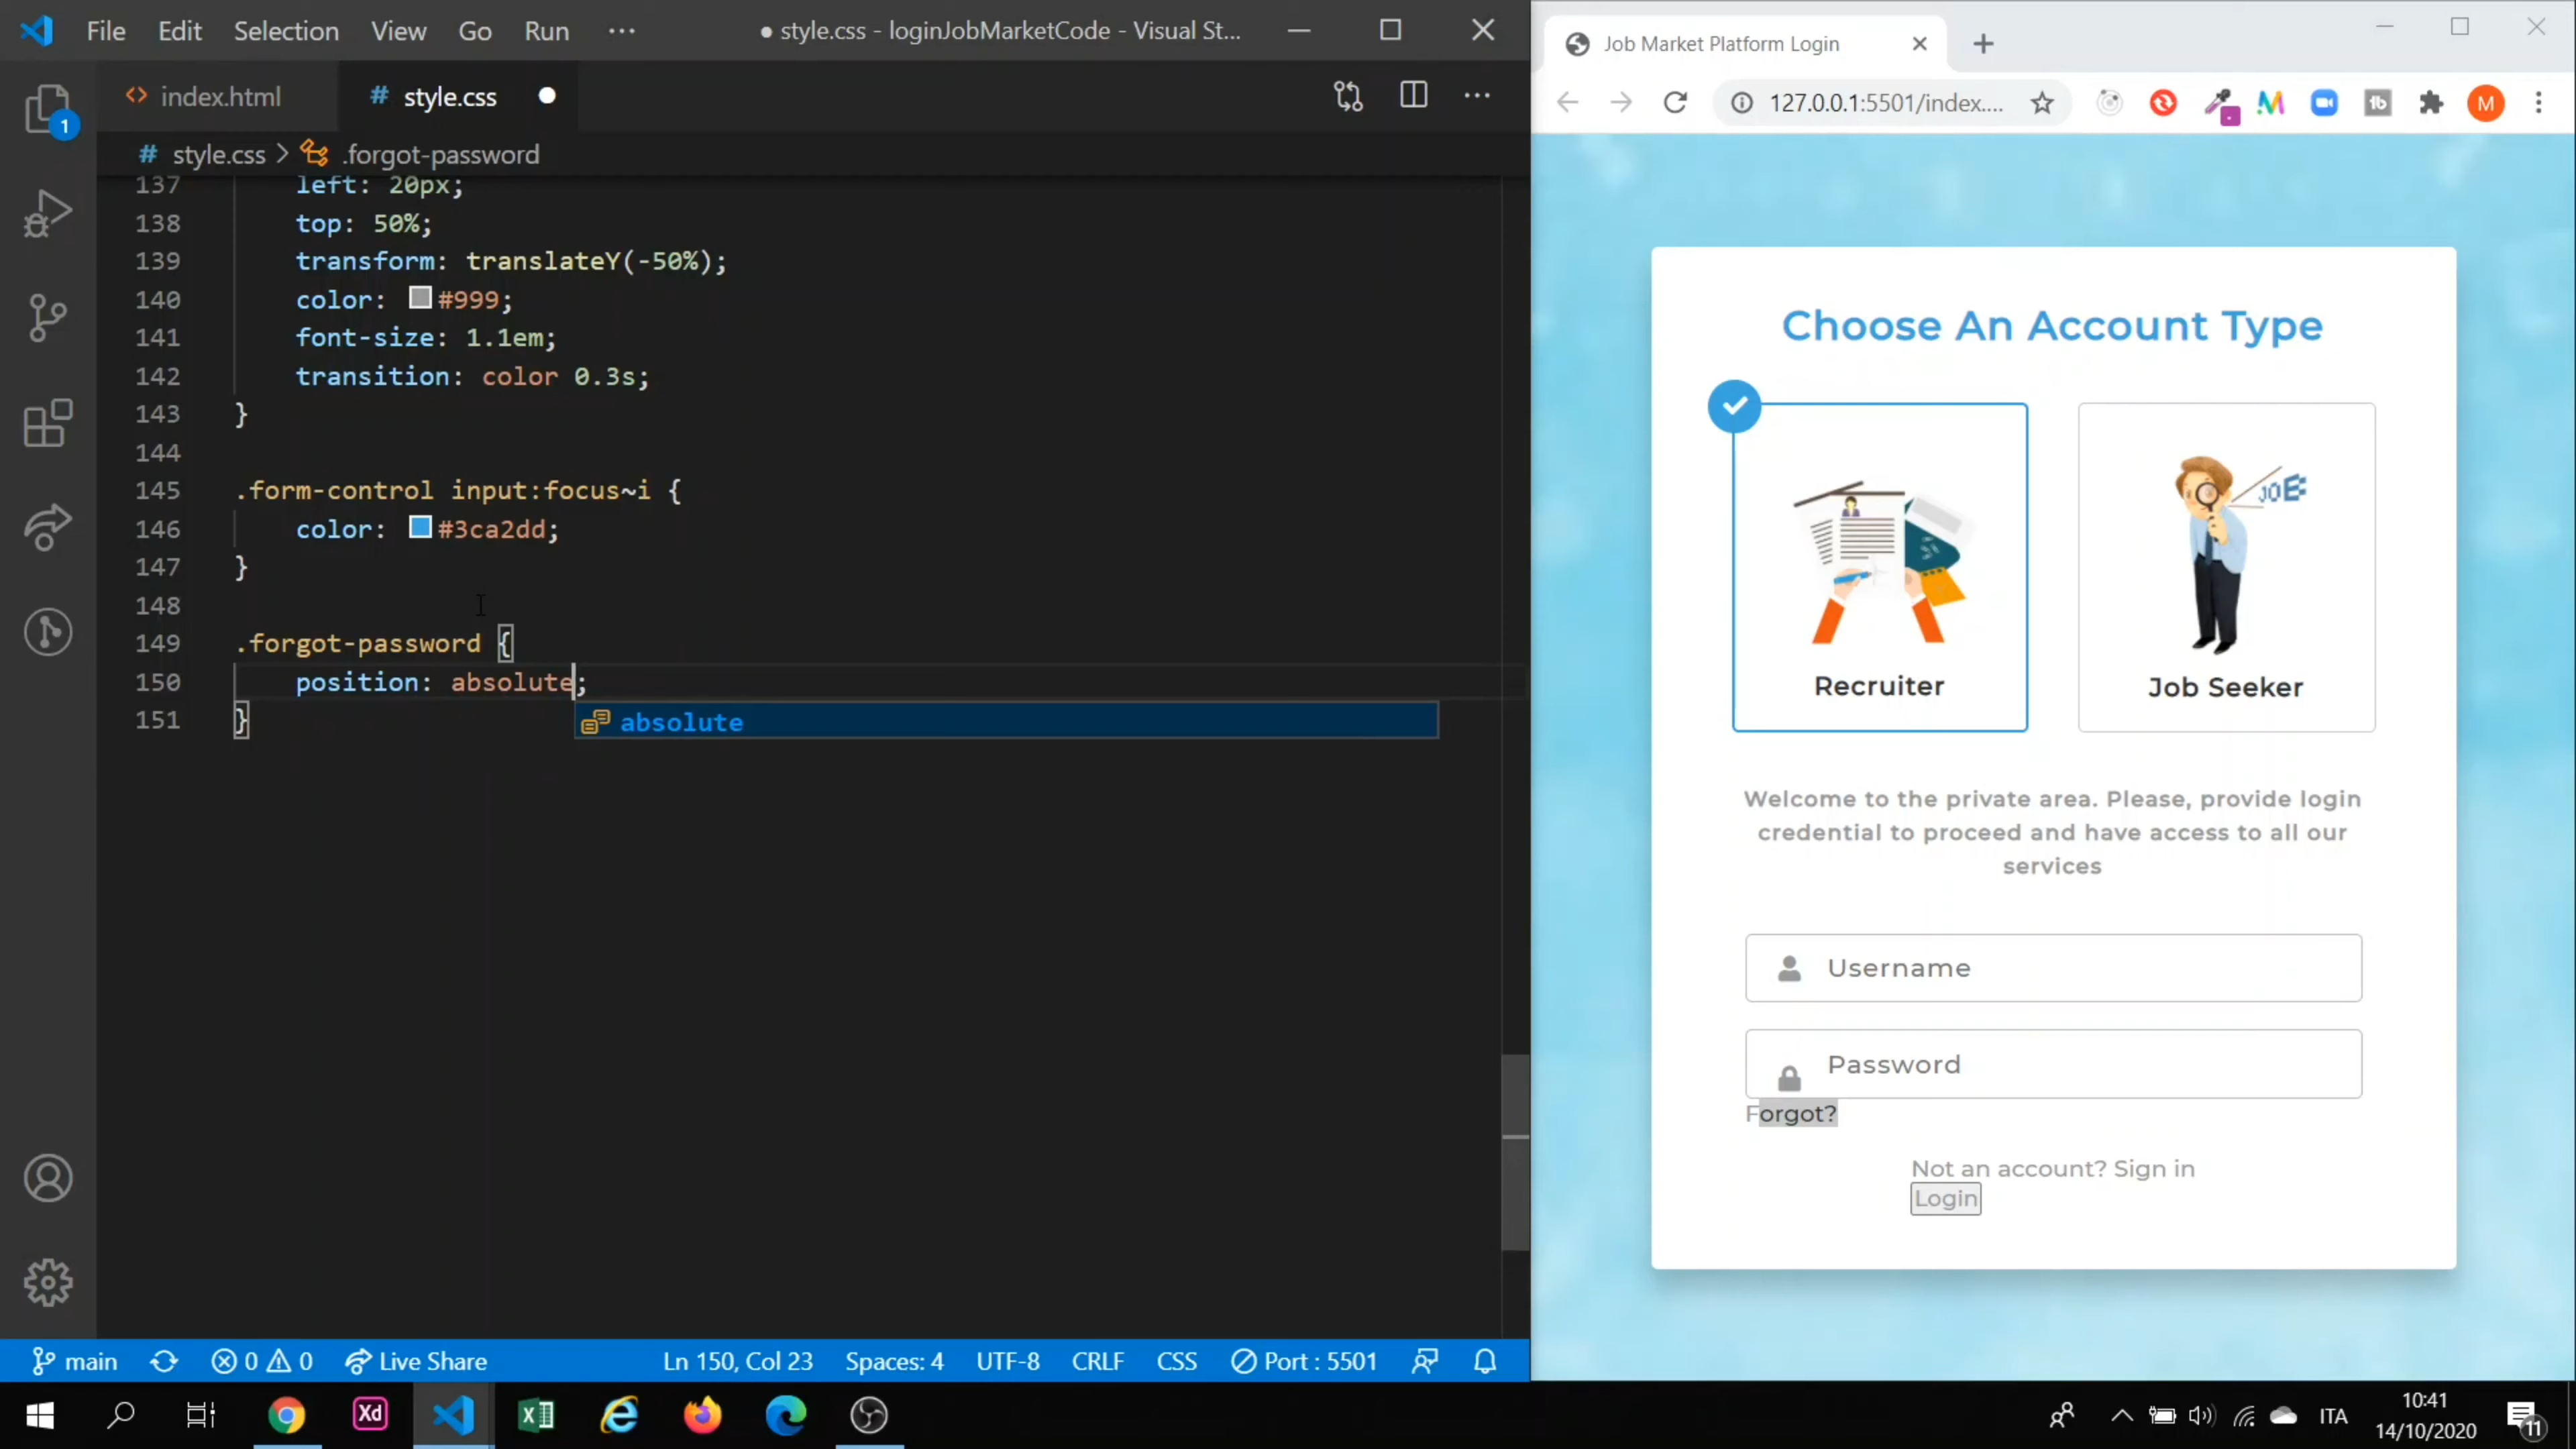 File Edit Selection View Go Run ···
● style.css - loginJobMarketCode - Visual St...
index.html
# style.css
# style.css > .forgot-password
137 left: 20px;
138 top: 50%;
139 transform: translateY(-50%);
140 color: #999;
141 font-size: 1.1em;
142 transition: color 0.3s;
143 }
144
145 .form-control input:focus~i {
146 color: #3ca2dd;
147 }
148
149 .forgot-password {
150 position: absolute;
151 }
absolute
1
main
0 0
Live Share
Ln 150, Col 23
Spaces: 4
UTF-8
CRLF
CSS
Port : 5501
Job Market Platform Login
127.0.0.1:5501/index....
M
Choose An Account Type
JOB
Recruiter
Job Seeker
Welcome to the private area. Please, provide login
credential to proceed and have access to all our
services
Username
Password
Forgot?
Not an account? Sign in
Login
Xd
ITA
10:41
14/10/2020
11